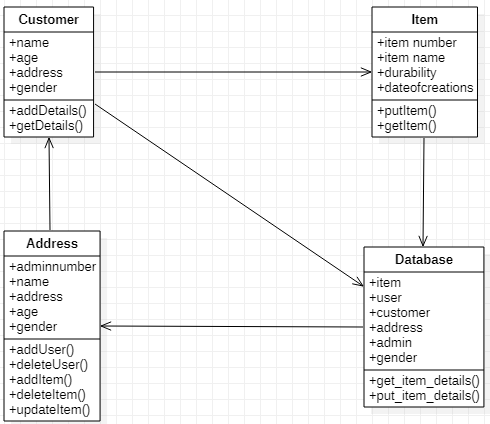 Customer
+name
+age
+address
+gender
+addDetails()
+getDetails()
Item
+item number
+item name
+durability
+dateofcreations
+putItem()
+getItem()
Address
+adminnumber
+name
+address
+age
+gender
+addUser()
+deleteUser()
+addItem()
+deleteItem()
+updateItem()
Database
+item
+user
+customer
+address
+admin
+gender
+get_item_details()
+put_item_details()